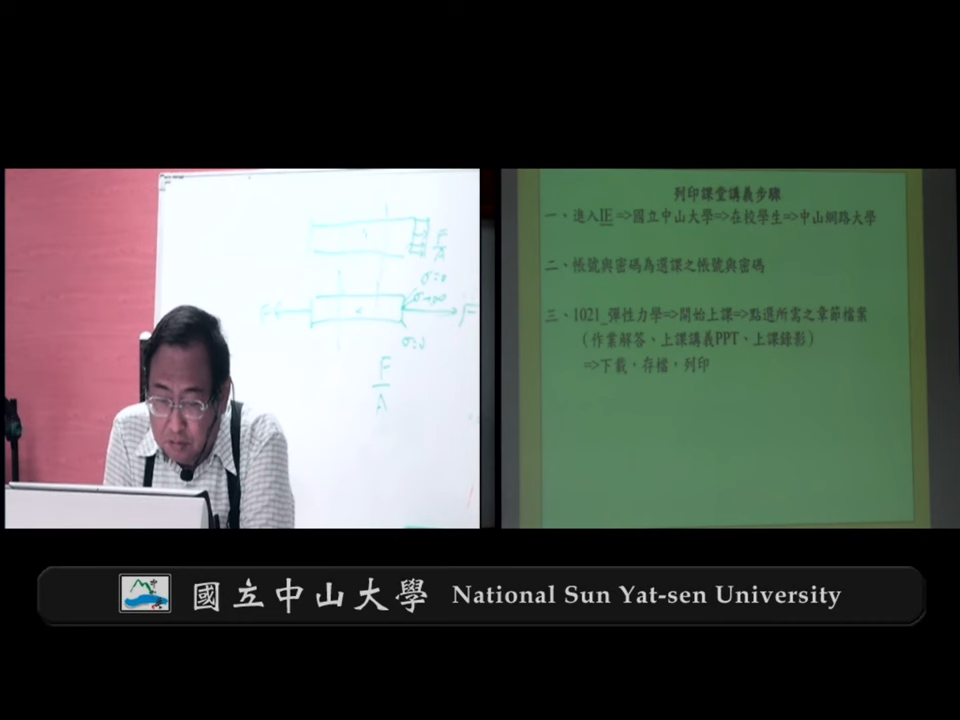 F
A
σ=0
σ→∞
F
σ=0
F
A
列印課堂講義步驟
一、進入IE =>國立中山大學=>在校學生=>中山網路大學
二、帳號與密碼為選課之帳號與密碼
三、1021_彈性力學=>開始上課=>點選所需之章節檔案
（作業解答、上課講義PPT、上課錄影）
=>下載，存檔，列印
國立中山大學 National Sun Yat-sen University